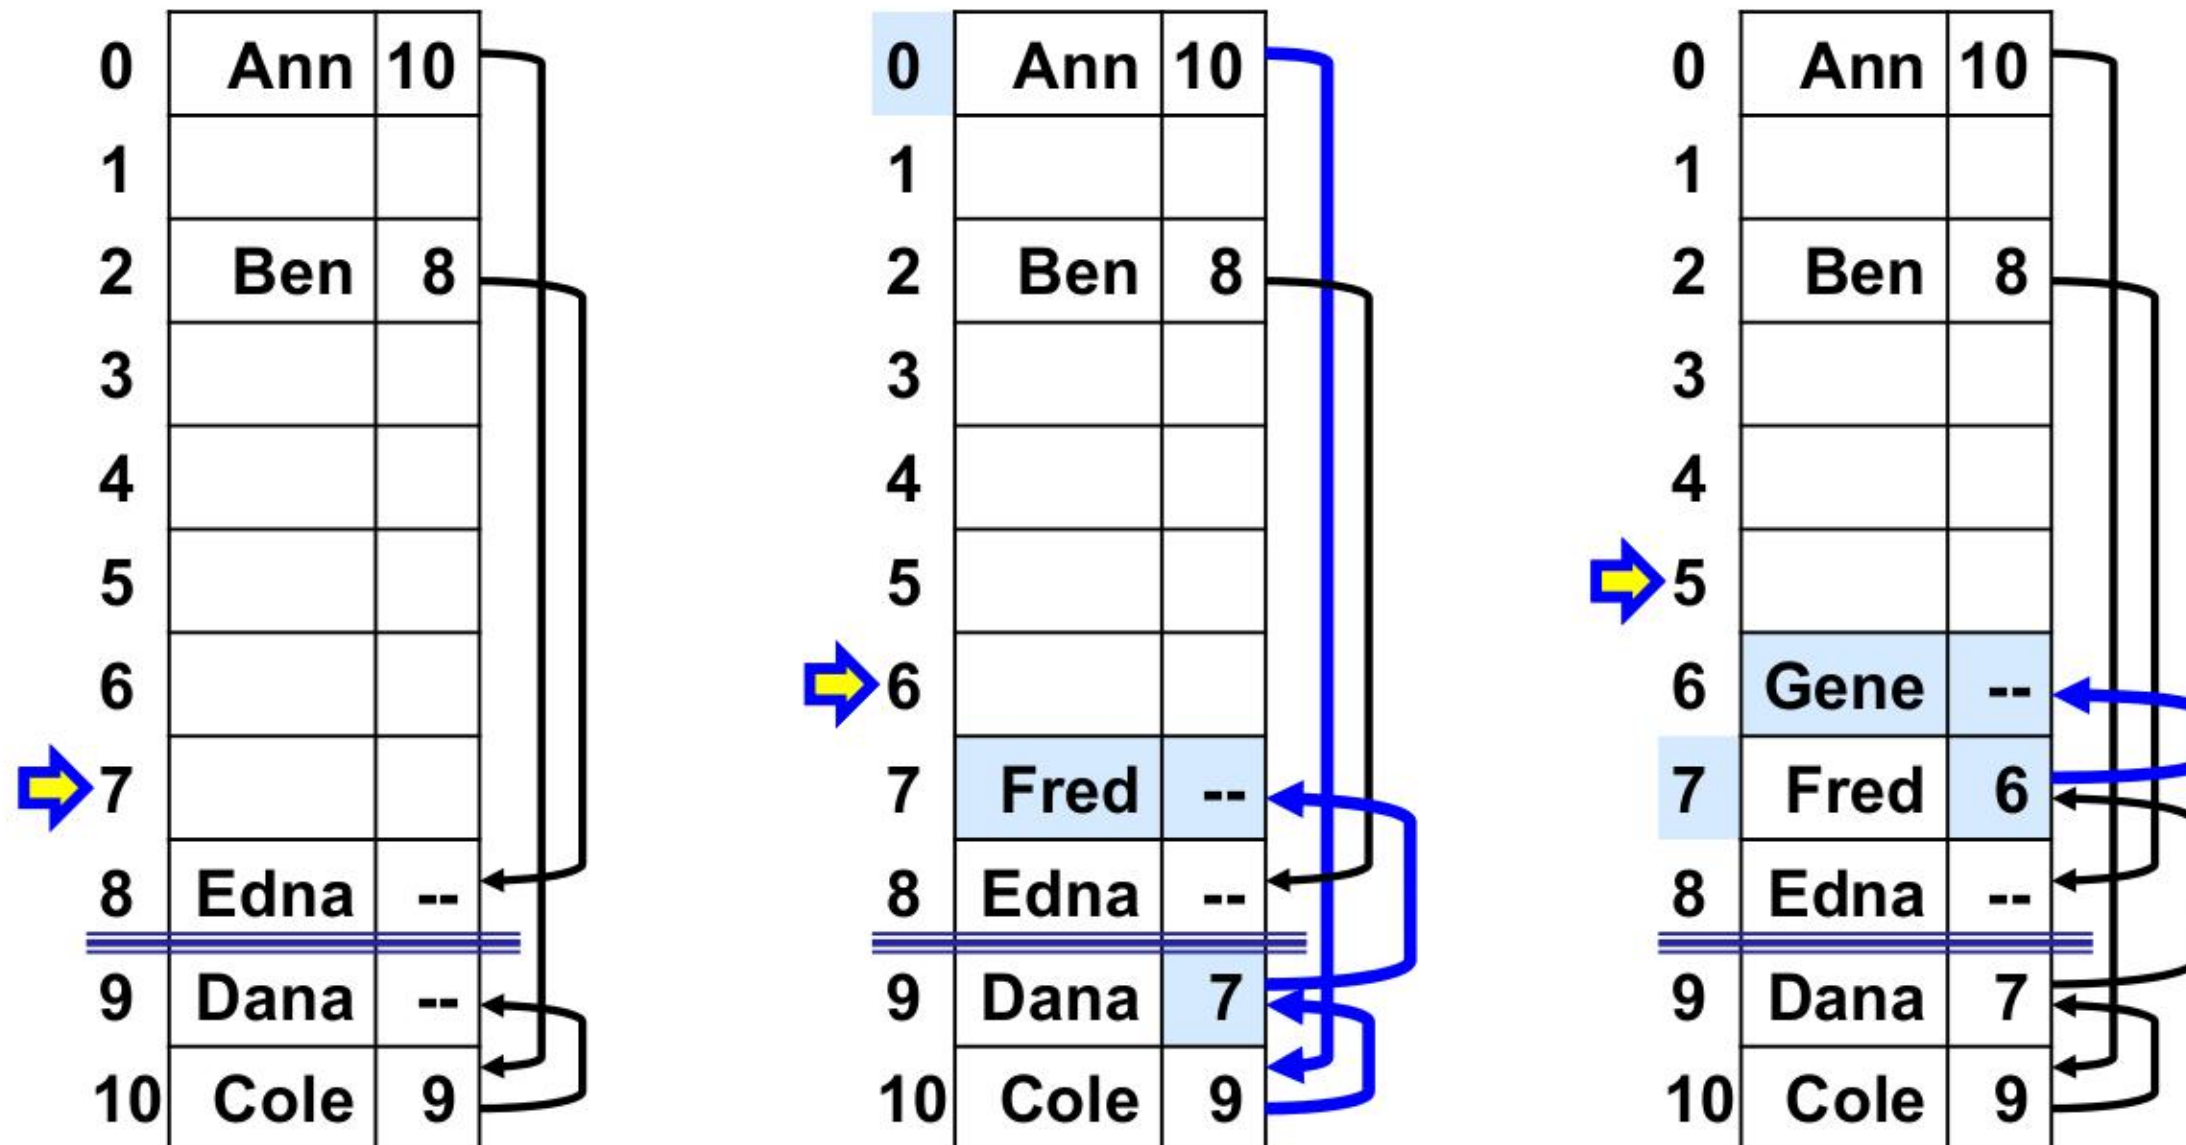 0 Ann 10 0 Ann 10 0 Ann 10
1 1 1
2 Ben 8 2 Ben 8 2 Ben 8
3 3 3
4 4 4
5 5 5
6 6 6 Gene --
7 7 Fred -- 7 Fred 6
8 Edna -- 8 Edna -- 8 Edna --
9 Dana -- 9 Dana 7 9 Dana 7
10 Cole 9 10 Cole 9 10 Cole 9